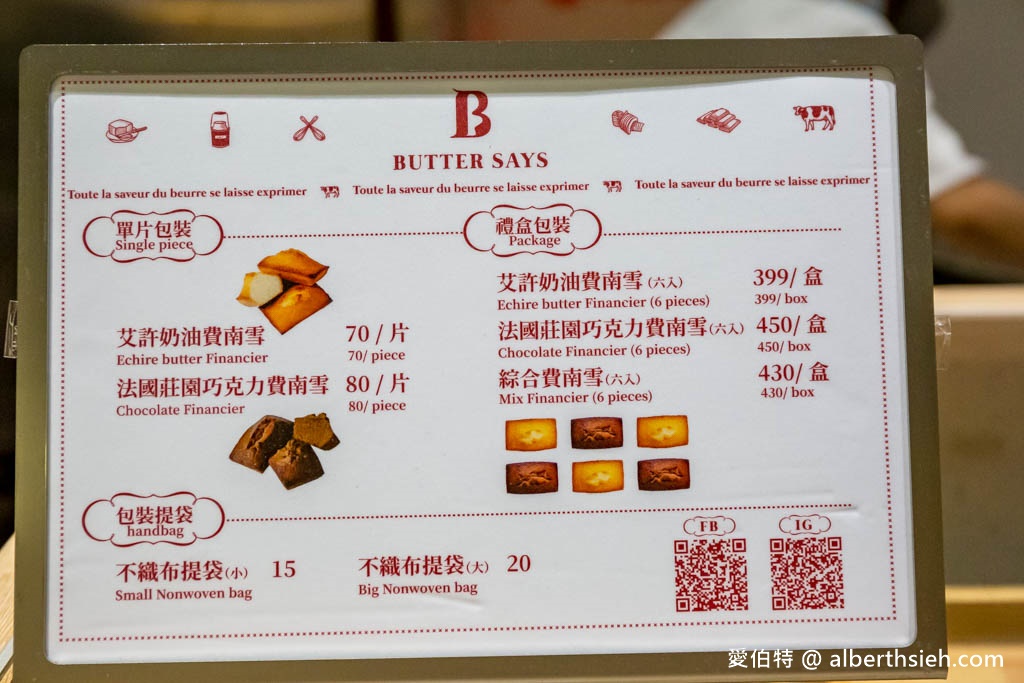 B
BUTTER SAYS
Toute la saveur du beurre se laisse exprimer Toute la saveur du beurre se laisse exprimer Toute la saveur du beurre se laisse exprimer
單片包裝
Single piece
艾許奶油費南雪 70 / 片
Echire butter Financier 70/ piece
法國莊園巧克力費南雪 80 / 片
Chocolate Financier 80/ piece
禮盒包裝
Package
艾許奶油費南雪(六入) 399/ 盒
Echire butter Financier (6 pieces) 399/ box
法國莊園巧克力費南雪(六入) 450/ 盒
Chocolate Financier (6 pieces) 450/ box
綜合費南雪(六入) 430/ 盒
Mix Financier (6 pieces) 430/ box
包裝提袋
handbag
不織布提袋(小) 15
Small Nonwoven bag
不織布提袋(大) 20
Big Nonwoven bag
FB IG
愛伯特 @ alberthsieh.com